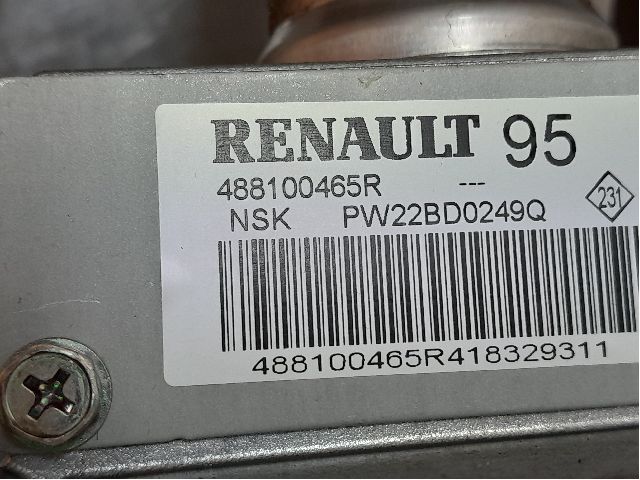 RENAULT 95
488100465R ---
NSK PW22BD0249Q 231
488100465R418329311